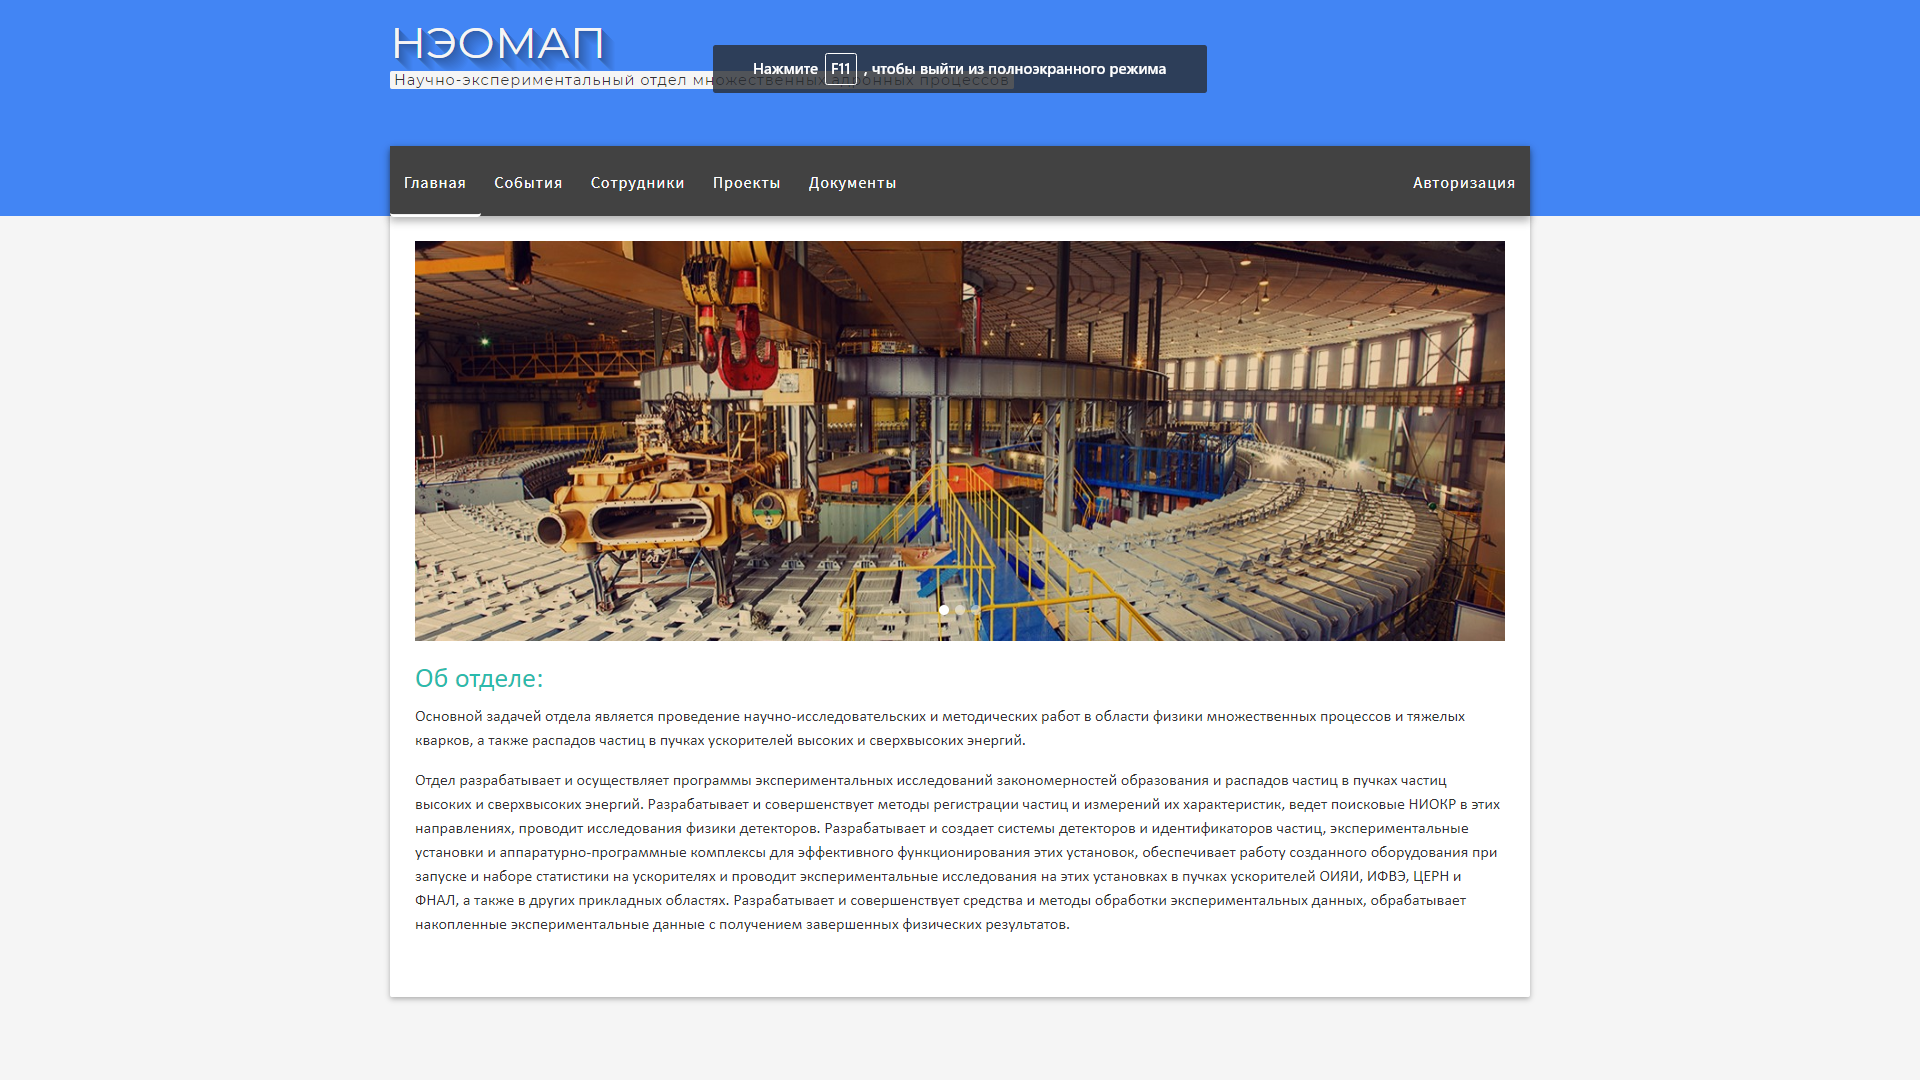 НЭОМАП
Научно-экспериментальный отдел множественных адронных процессов
Нажмите F11 , чтобы выйти из полноэкранного режима
Главная События Сотрудники Проекты Документы Авторизация
Об отделе:
Основной задачей отдела является проведение научно-исследовательских и методических работ в области физики множественных процессов и тяжелых
кварков, а также распадов частиц в пучках ускорителей высоких и сверхвысоких энергий.
Отдел разрабатывает и осуществляет программы экспериментальных исследований закономерностей образования и распадов частиц в пучках частиц
высоких и сверхвысоких энергий. Разрабатывает и совершенствует методы регистрации частиц и измерений их характеристик, ведет поисковые НИОКР в этих
направлениях, проводит исследования физики детекторов. Разрабатывает и создает системы детекторов и идентификаторов частиц, экспериментальные
установки и аппаратурно-программные комплексы для эффективного функционирования этих установок, обеспечивает работу созданного оборудования при
запуске и наборе статистики на ускорителях и проводит экспериментальные исследования на этих установках в пучках ускорителей ОИЯИ, ИФВЭ, ЦЕРН и
ФНАЛ, а также в других прикладных областях. Разрабатывает и совершенствует средства и методы обработки экспериментальных данных, обрабатывает
накопленные экспериментальные данные с получением завершенных физических результатов.